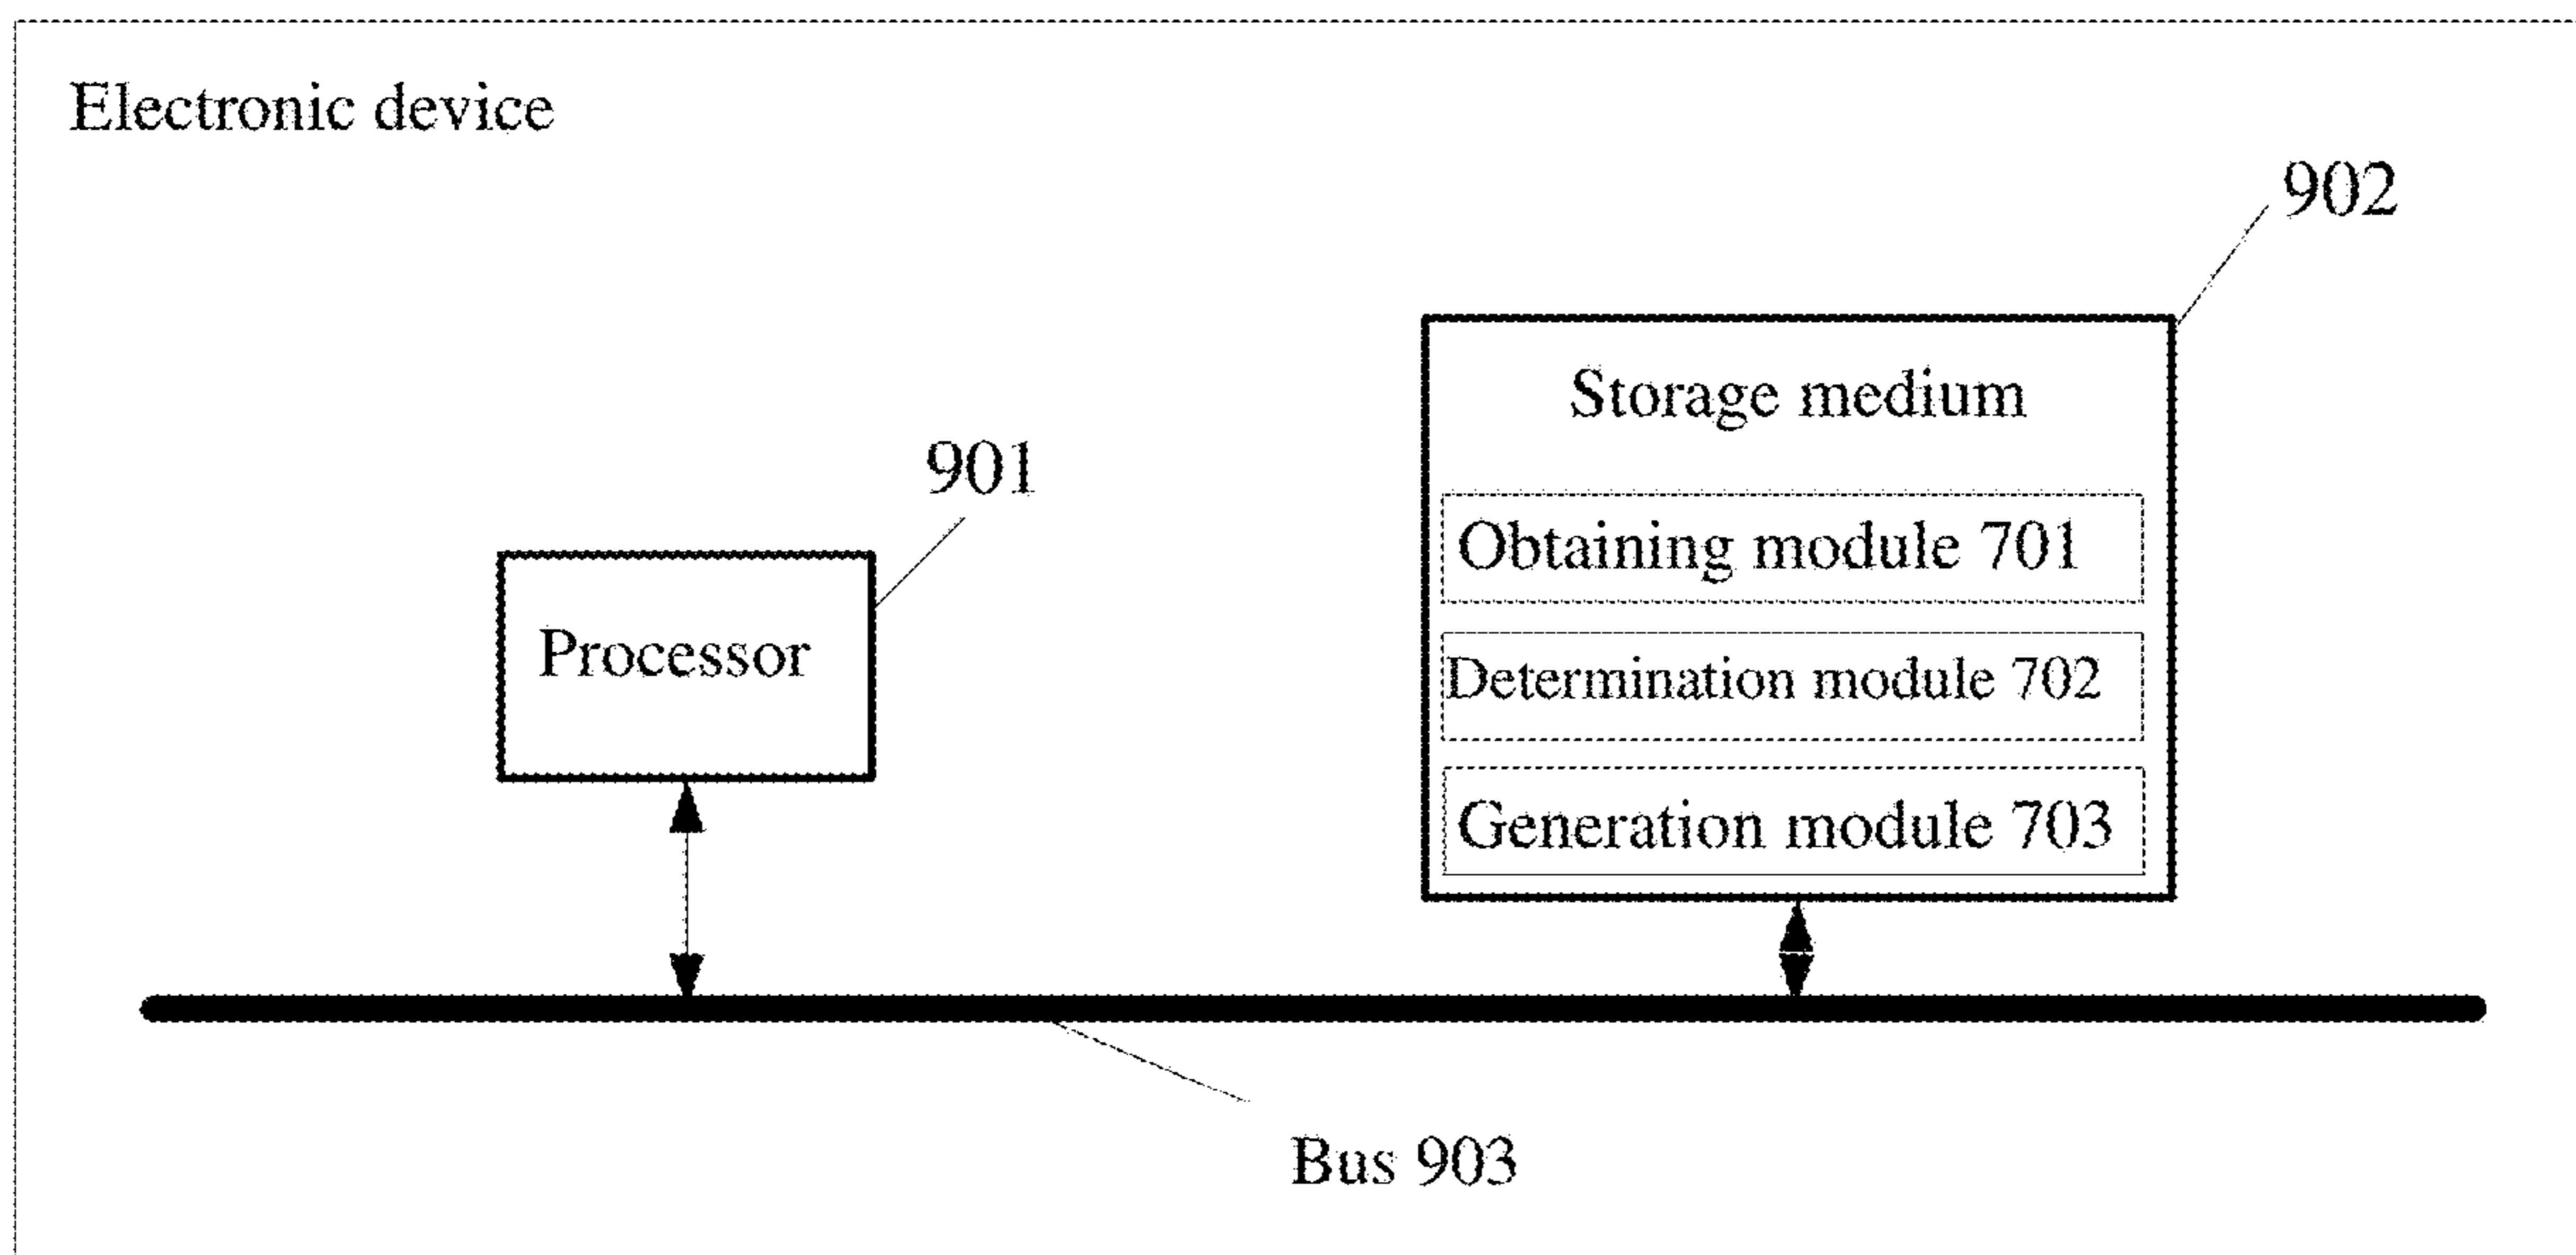 Electronic device
902
Storage medium
901
Obtaining module 701
Processor
Determination module 702
Generation module 703
Bus 903